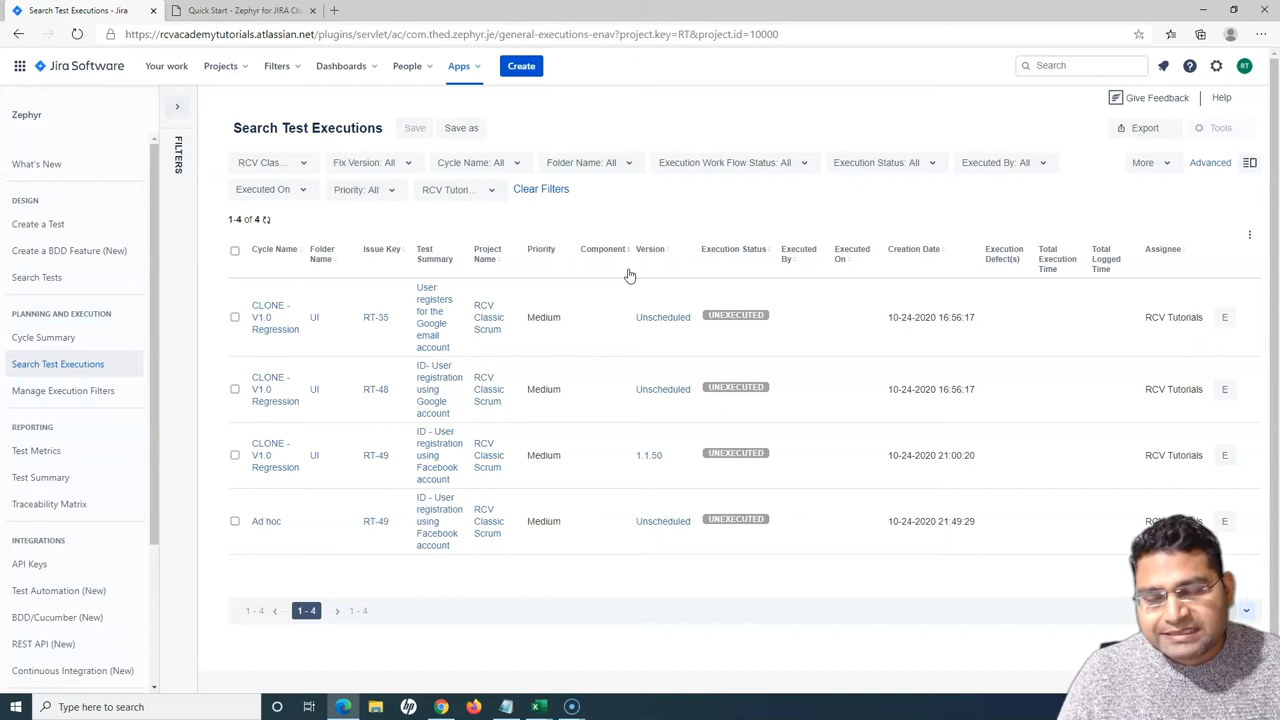 Search Test Executions - Jira
Quick Start - Zephyr for JIRA Clo
https://rcvacademytutorials.atlassian.net/plugins/servlet/ac/com.thed.zephyr.je/general-executions-enav?project.key=RT&project.id=10000
Jira Software
Your work
Projects
Filters
Dashboards
People
Apps
Create
Search
RT
Zephyr
What's New
DESIGN
Create a Test
Create a BDD Feature (New)
Search Tests
PLANNING AND EXECUTION
Cycle Summary
Search Test Executions
Manage Execution Filters
REPORTING
Test Metrics
Test Summary
Traceability Matrix
INTEGRATIONS
API Keys
Test Automation (New)
BDD/Cucumber (New)
REST API (New)
Continuous Integration (New)
FILTERS
Give Feedback
Help
Search Test Executions
Save
Save as
Export
Tools
RCV Clas...
Fix Version: All
Cycle Name: All
Folder Name: All
Execution Work Flow Status: All
Execution Status: All
Executed By: All
More
Advanced
Executed On
Priority: All
RCV Tutori...
Clear Filters
1-4 of 4
Cycle Name
Folder
Name
Issue Key
Test
Summary
Project
Name
Priority
Component
Version
Execution Status
Executed
By
Executed
On
Creation Date
Execution
Defect(s)
Total
Execution
Time
Total
Logged
Time
Assignee
CLONE -
V1.0
Regression
UI
RT-35
User
registers
for the
Google
email
account
RCV
Classic
Scrum
Medium
Unscheduled
UNEXECUTED
10-24-2020 16:56:17
RCV Tutorials
E
CLONE -
V1.0
Regression
UI
RT-48
ID- User
registration
using
Google
account
RCV
Classic
Scrum
Medium
Unscheduled
UNEXECUTED
10-24-2020 16:56:17
RCV Tutorials
E
CLONE -
V1.0
Regression
UI
RT-49
ID - User
registration
using
Facebook
account
RCV
Classic
Scrum
Medium
1.1.50
UNEXECUTED
10-24-2020 21:00:20
RCV Tutorials
E
Ad hoc
RT-49
ID - User
registration
using
Facebook
account
RCV
Classic
Scrum
Medium
Unscheduled
UNEXECUTED
10-24-2020 21:49:29
RCV Tutorials
E
1 - 4
1 - 4
1 - 4
Type here to search